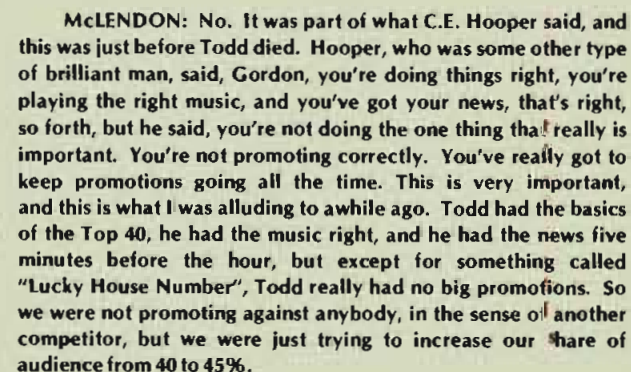 McLENDON: No. It was part of what C.E. Hooper said, and
this was just before Todd died. Hooper, who was some other type
of brilliant man, said, Gordon, you're doing things right, you're
playing the right music, and you've got your news, that's right,
so forth, but he said, you're not doing the one thing that really is
important. You're not promoting correctly. You've really got to
keep promotions going all the time. This is very important,
and this is what I was alluding to awhile ago. Todd had the basics
of the Top 40, he had the music right, and he had the news five
minutes before the hour, but except for something called
"Lucky House Number", Todd really had no big promotions. So
we were not promoting against anybody, in the sense of another
competitor, but we were just trying to increase our share of
audience from 40 to 45%.